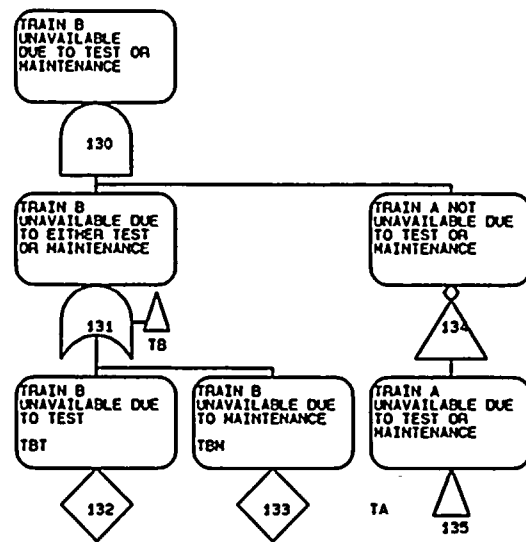 TRAIN B
UNAVAILABLE
DUE TO TEST OR
MAINTENANCE
130
TRAIN B
UNAVAILABLE DUE
TO EITHER TEST
OR MAINTENANCE
TRAIN A NOT
UNAVAILABLE DUE
TO TEST OR
MAINTENANCE
131
TB
134
TRAIN B
UNAVAILABLE DUE
TO TEST
TBT
TRAIN B
UNAVAILABLE DUE
TO MAINTENANCE
TBM
TRAIN A
UNAVAILABLE DUE
TO TEST OR
MAINTENANCE
132
133
TA
135